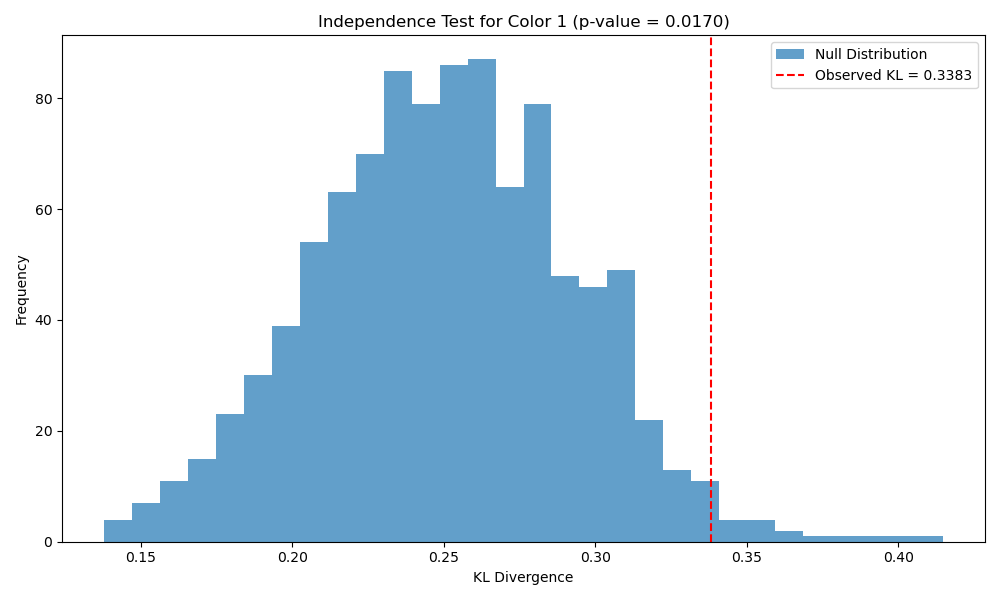 Independence Test for Color 1 (p-value = 0.0170)
Null Distribution
Observed KL = 0.3383
Frequency
80
60
40
20
0
0.15 0.20 0.25 0.30 0.35 0.40
KL Divergence